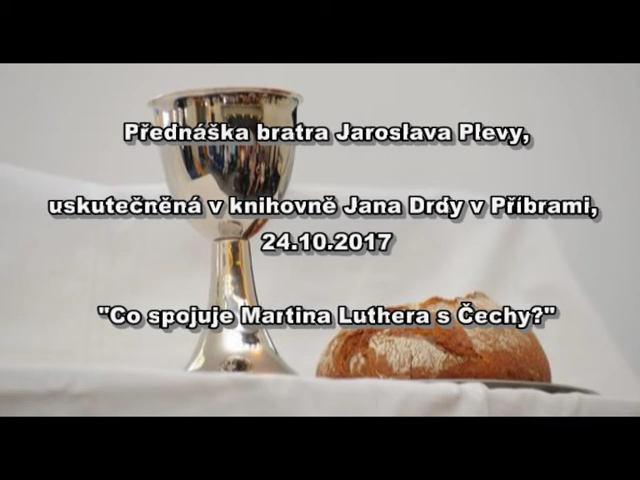 Přednáška bratra Jaroslava Plevy,
uskutečněná v knihovně Jana Drdy v Příbrami,
24.10.2017
"Co spojuje Martina Luthera s Čechy?"